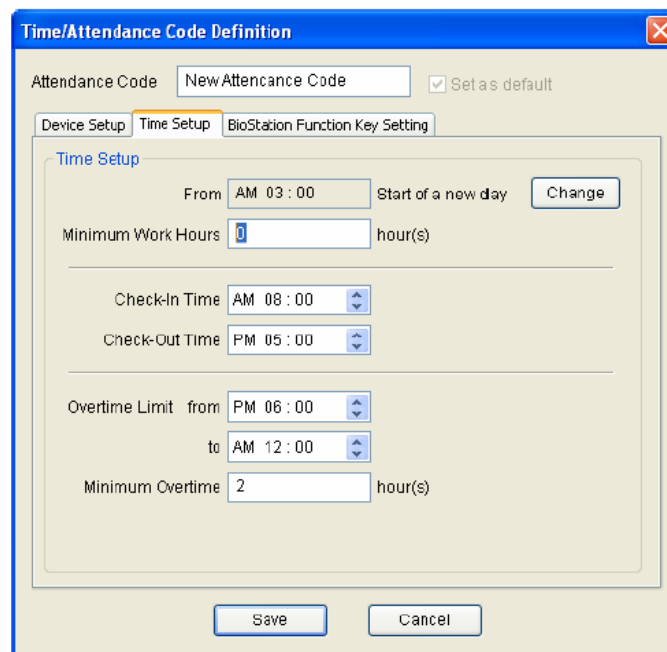 Time/Attendance Code Definition
Attendance Code New Attencance Code Set as default
Device Setup Time Setup BioStation Function Key Setting
Time Setup
From AM 03 : 00 Start of a new day Change
Minimum Work Hours 0 hour(s)
Check-In Time AM 08 : 00
Check-Out Time PM 05 : 00
Overtime Limit from PM 06 : 00
to AM 12 : 00
Minimum Overtime 2 hour(s)
Save Cancel